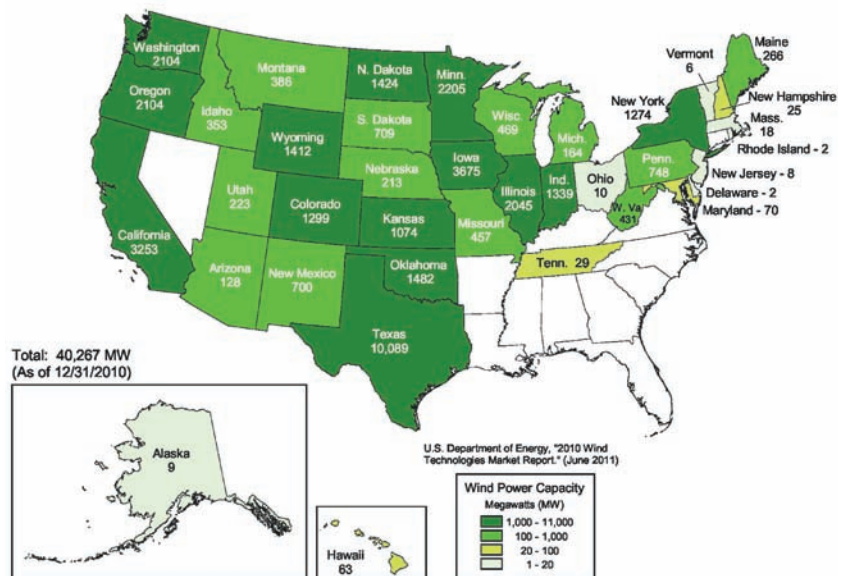 Washington
2104
Oregon
2104
California
3253
Idaho
353
Montana
386
Wyoming
1412
Utah
223
Colorado
1299
Arizona
128
New Mexico
700
N. Dakota
1424
S. Dakota
709
Nebraska
213
Kansas
1074
Oklahoma
1482
Texas
10,089
Minn.
2205
Iowa
3675
Missouri
457
Wisc.
469
Illinois
2045
Mich.
164
Ind.
1339
Ohio
10
W. Va
431
Tenn. 29
Penn.
748
New York
1274
Vermont
6
Maine
266
New Hampshire
25
Mass.
18
Rhode Island - 2
New Jersey - 8
Delaware - 2
Maryland - 70
Total: 40,267 MW
(As of 12/31/2010)
Alaska
9
Hawaii
63
U.S. Department of Energy, "2010 Wind
Technologies Market Report." (June 2011)
Wind Power Capacity
Megawatts (MW)
1,000 - 11,000
100 - 1,000
20 - 100
1 - 20